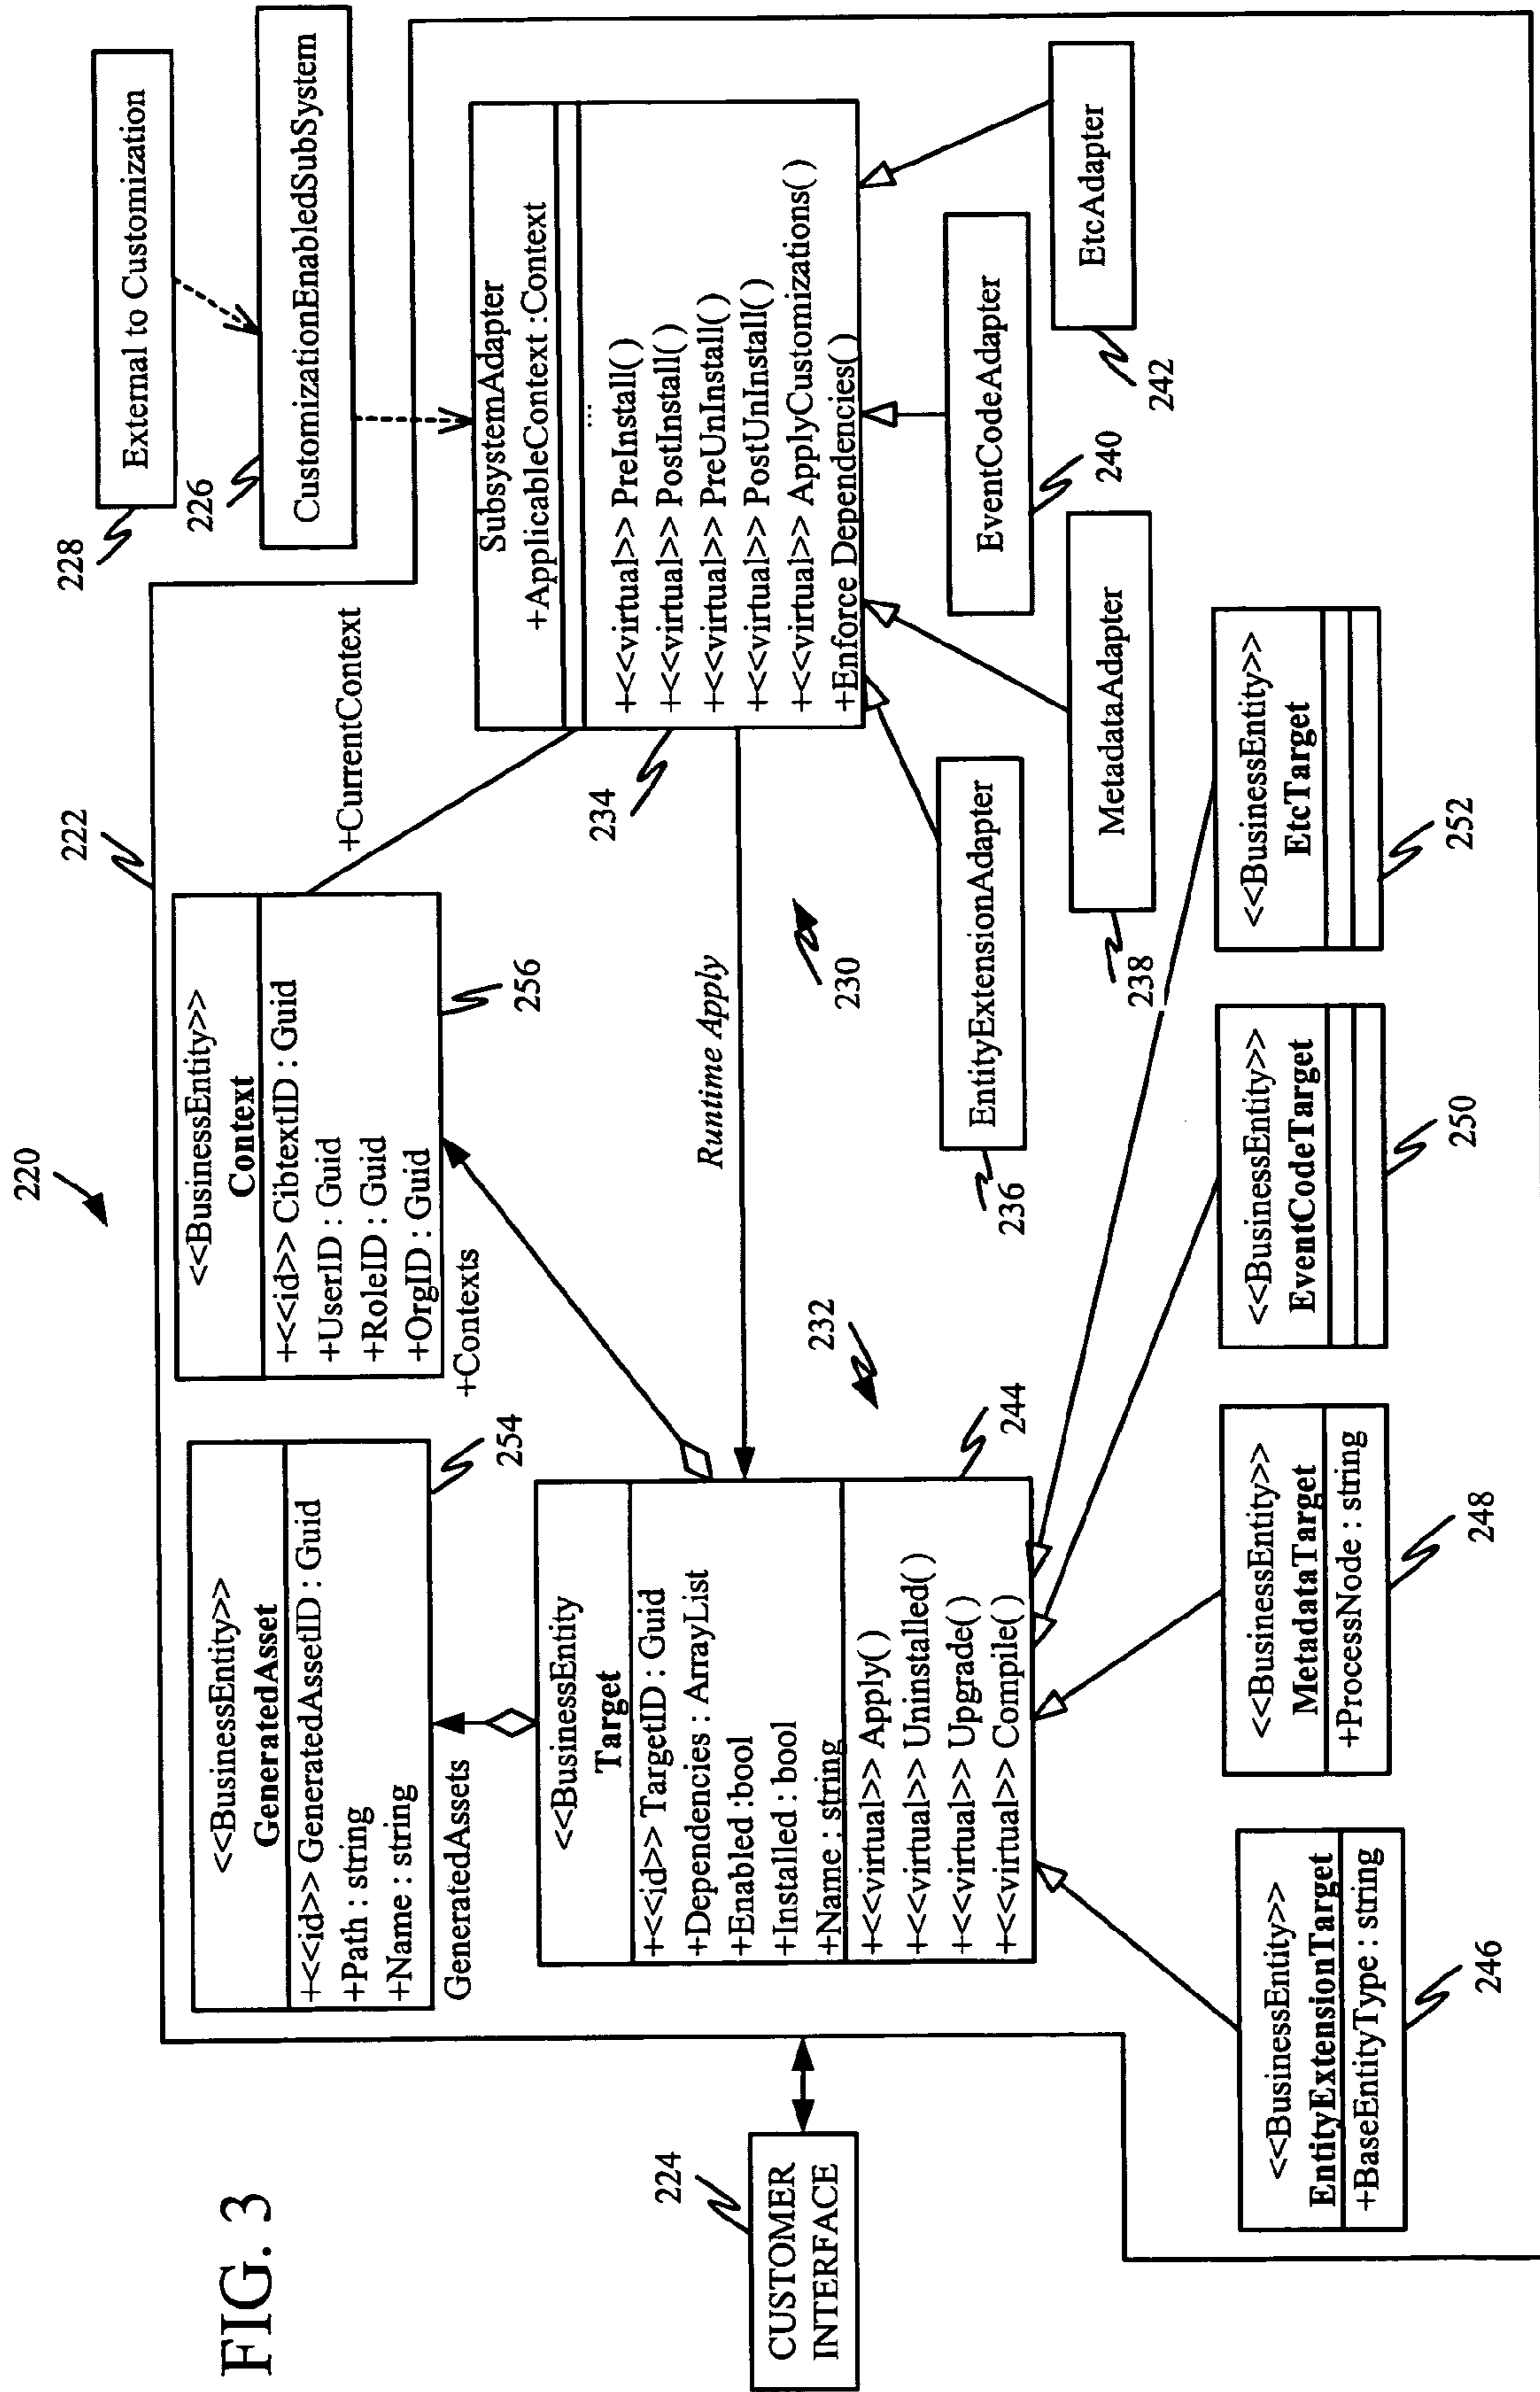 FIG. 3
220
222
228
External to Customization
226
CustomizationEnabledSubSystem
<<BusinessEntity>>
GeneratedAsset
+<<id>> GeneratedAssetID : Guid
+Path : string
+Name : string
254
GeneratedAssets
<<BusinessEntity>>
Context
+<<id>> CibtextID : Guid
+UserID : Guid
+RoleID : Guid
+OrgID : Guid
256
+Contexts
+CurrentContext
SubsystemAdapter
+ApplicableContext :Context
...
+<<virtual>> PreInstall( )
+<<virtual>> PostInstall( )
+<<virtual>> PreUnInstall( )
+<<virtual>> PostUnInstall( )
+<<virtual>> ApplyCustomizations( )
+Enforce Dependencies( )
234
Runtime Apply
<<BusinessEntity
Target
+<<id>> TargetID : Guid
+Dependencies : ArrayList
+Enabled :bool
+Installed : bool
+Name : string
+<<virtual>> Apply( )
+<<virtual>> Uninstalled( )
+<<virtual>> Upgrade( )
+<<virtual>> Compile( )
244
232
230
224
CUSTOMER
INTERFACE
EntityExtensionAdapter
236
MetadataAdapter
238
EventCodeAdapter
240
EtcAdapter
242
<<BusinessEntity>>
EntityExtensionTarget
+BaseEntityType : string
246
<<BusinessEntity>>
MetadataTarget
+ProcessNode : string
248
<<BusinessEntity>>
EventCodeTarget
250
<<BusinessEntity>>
EtcTarget
252